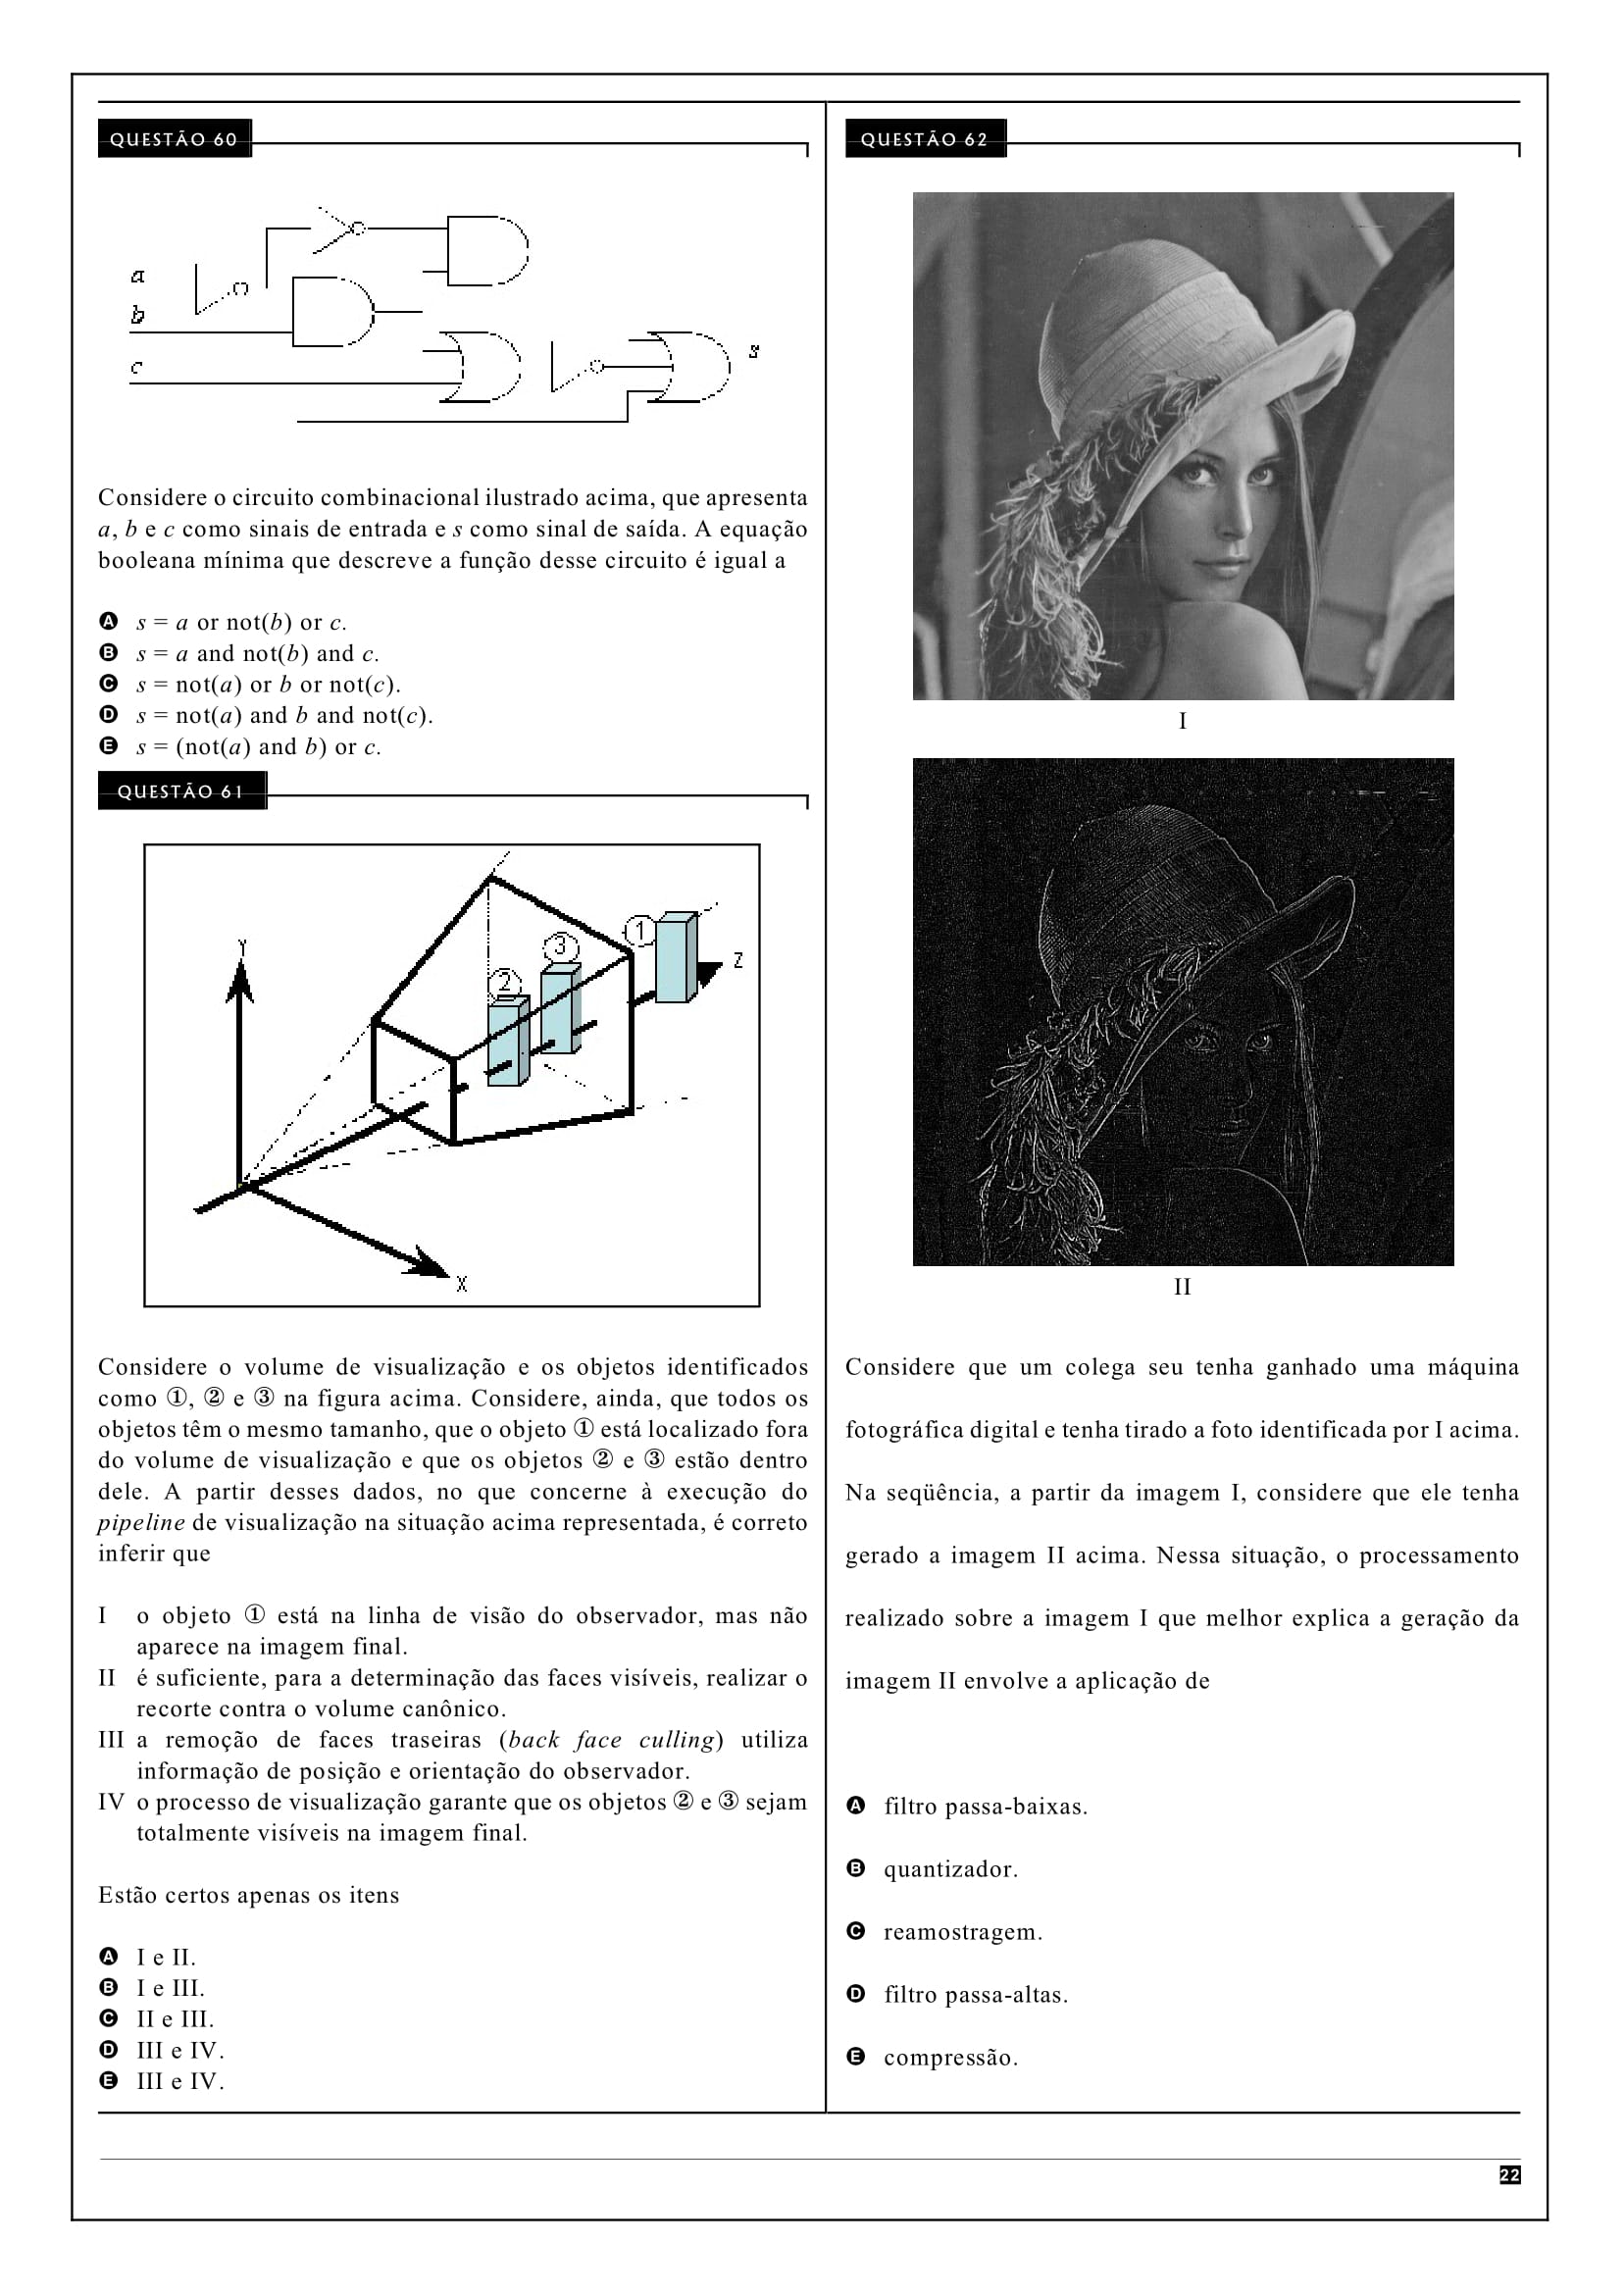 QUESTÃO 60
a
b
c
s
Considere o circuito combinacional ilustrado acima, que apresenta
a, b e c como sinais de entrada e s como sinal de saída. A equação
booleana mínima que descreve a função desse circuito é igual a
A s = a or not(b) or c.
B s = a and not(b) and c.
C s = not(a) or b or not(c).
D s = not(a) and b and not(c).
E s = (not(a) and b) or c.
QUESTÃO 61
Y
1
3
2
Z
X
Considere o volume de visualização e os objetos identificados
como ①, ② e ③ na figura acima. Considere, ainda, que todos os
objetos têm o mesmo tamanho, que o objeto ① está localizado fora
do volume de visualização e que os objetos ② e ③ estão dentro
dele. A partir desses dados, no que concerne à execução do
pipeline de visualização na situação acima representada, é correto
inferir que
I o objeto ① está na linha de visão do observador, mas não
aparece na imagem final.
II é suficiente, para a determinação das faces visíveis, realizar o
recorte contra o volume canônico.
III a remoção de faces traseiras (back face culling) utiliza
informação de posição e orientação do observador.
IV o processo de visualização garante que os objetos ② e ③ sejam
totalmente visíveis na imagem final.
Estão certos apenas os itens
A I e II.
B I e III.
C II e III.
D III e IV.
E III e IV.
QUESTÃO 62
I
II
Considere que um colega seu tenha ganhado uma máquina
fotográfica digital e tenha tirado a foto identificada por I acima.
Na seqüência, a partir da imagem I, considere que ele tenha
gerado a imagem II acima. Nessa situação, o processamento
realizado sobre a imagem I que melhor explica a geração da
imagem II envolve a aplicação de
A filtro passa-baixas.
B quantizador.
C reamostragem.
D filtro passa-altas.
E compressão.
22